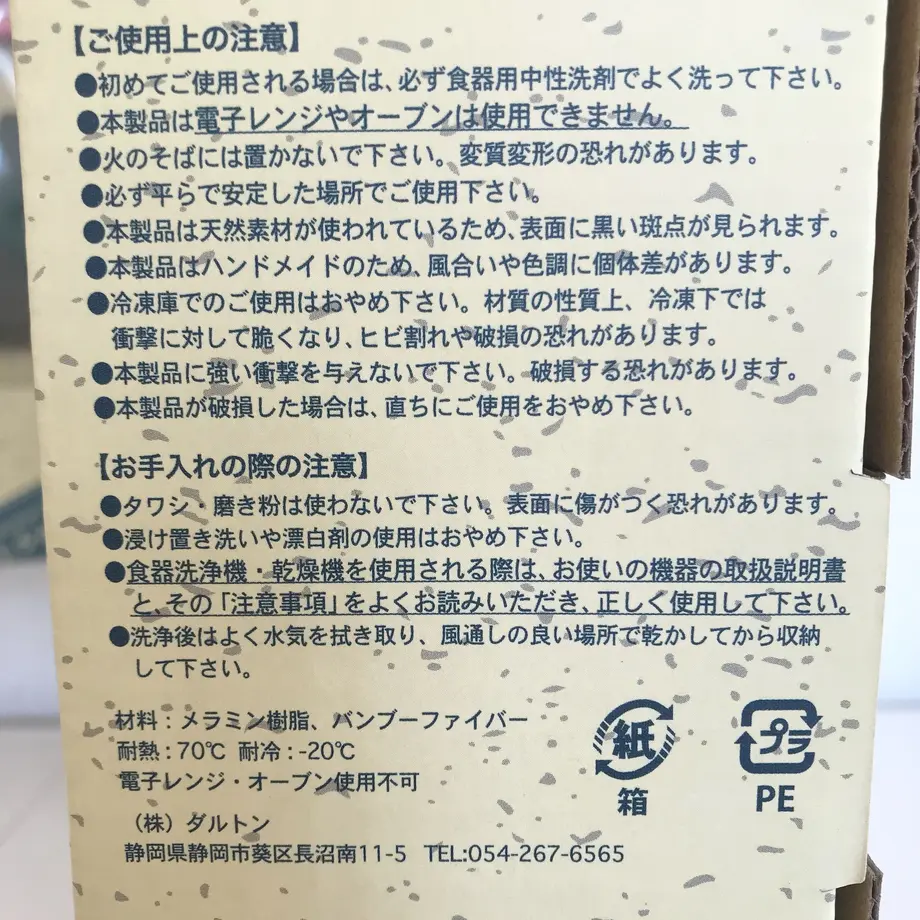 【ご使用上の注意】
●初めてご使用される場合は、必ず食器用中性洗剤でよく洗って下さい。
●本製品は電子レンジやオーブンは使用できません。
●火のそばには置かないで下さい。変質変形の恐れがあります。
●必ず平らで安定した場所でご使用下さい。
●本製品は天然素材が使われているため、表面に黒い斑点が見られます。
●本製品はハンドメイドのため、風合いや色調に個体差があります。
●冷凍庫でのご使用はおやめ下さい。材質の性質上、冷凍下では
衝撃に対して脆くなり、ヒビ割れや破損の恐れがあります。
●本製品に強い衝撃を与えないで下さい。破損する恐れがあります。
●本製品が破損した場合は、直ちにご使用をおやめ下さい。
【お手入れの際の注意】
●タワシ・磨き粉は使わないで下さい。表面に傷がつく恐れがあります。
●浸け置き洗いや漂白剤の使用はおやめ下さい。
●食器洗浄機・乾燥機を使用される際は、お使いの機器の取扱説明書
と、その「注意事項」をよくお読みいただき、正しく使用して下さい。
●洗浄後はよく水気を拭き取り、風通しの良い場所で乾かしてから収納
して下さい。
材料：メラミン樹脂、バンブーファイバー
耐熱：70℃ 耐冷：-20℃
電子レンジ・オーブン使用不可
（株）ダルトン
静岡県静岡市葵区長沼南11-5 TEL:054-267-6565
紙
箱
プラ
PE